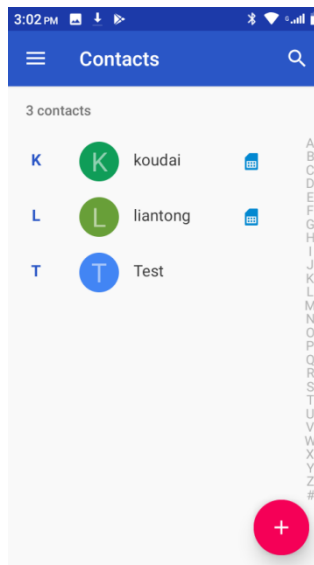 3:02 PM
Contacts
3 contacts
K K koudai
L L liantong
T T Test
A
B
C
D
E
F
G
H
I
J
K
L
M
N
O
P
Q
R
S
T
U
V
W
X
Y
Z
#
+